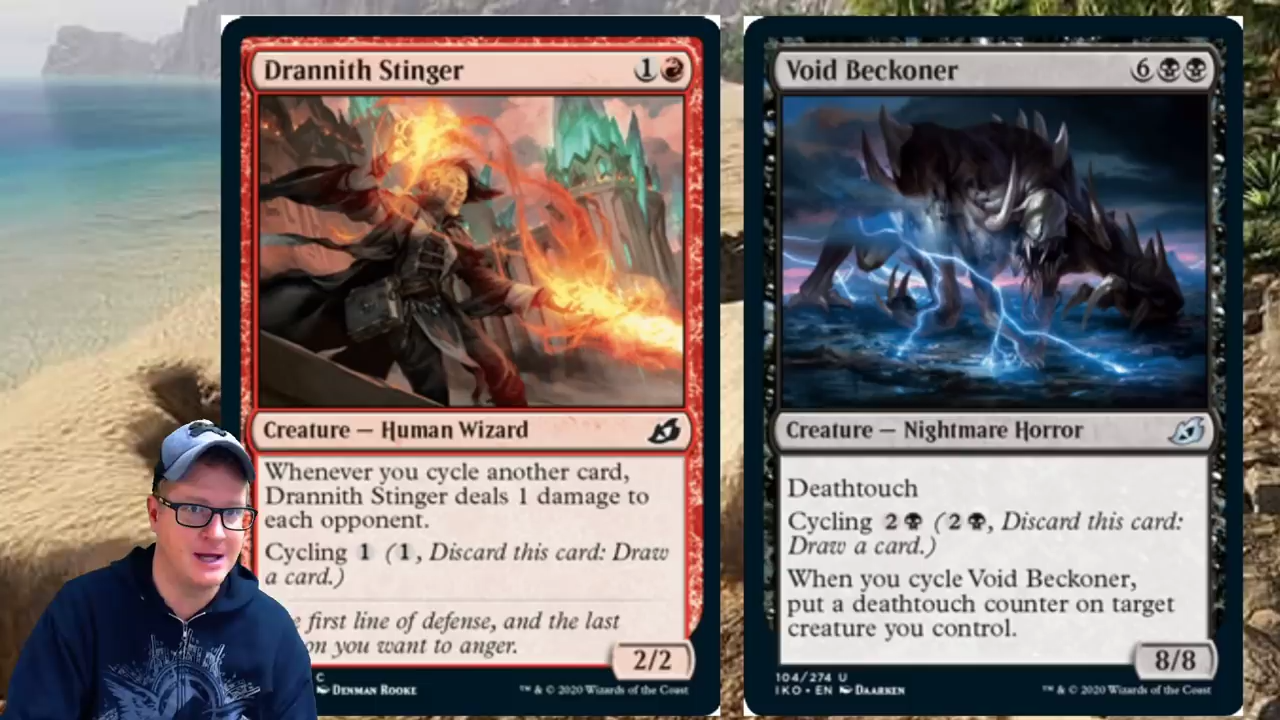 Drannith Stinger 1
Creature — Human Wizard
Whenever you cycle another card,
Drannith Stinger deals 1 damage to
each opponent.
Cycling 1 (1, Discard this card: Draw
a card.)
first line of defense, and the last
you want to anger.
2/2
C
Denman Rooke
™ & © 2020 Wizards of the Coast
Void Beckoner 6
Creature — Nightmare Horror
Deathtouch
Cycling 2 (2, Discard this card:
Draw a card.)
When you cycle Void Beckoner,
put a deathtouch counter on target
creature you control.
8/8
104/274 U
IKO • EN Daarken
™ & © 2020 Wizards of the Coast